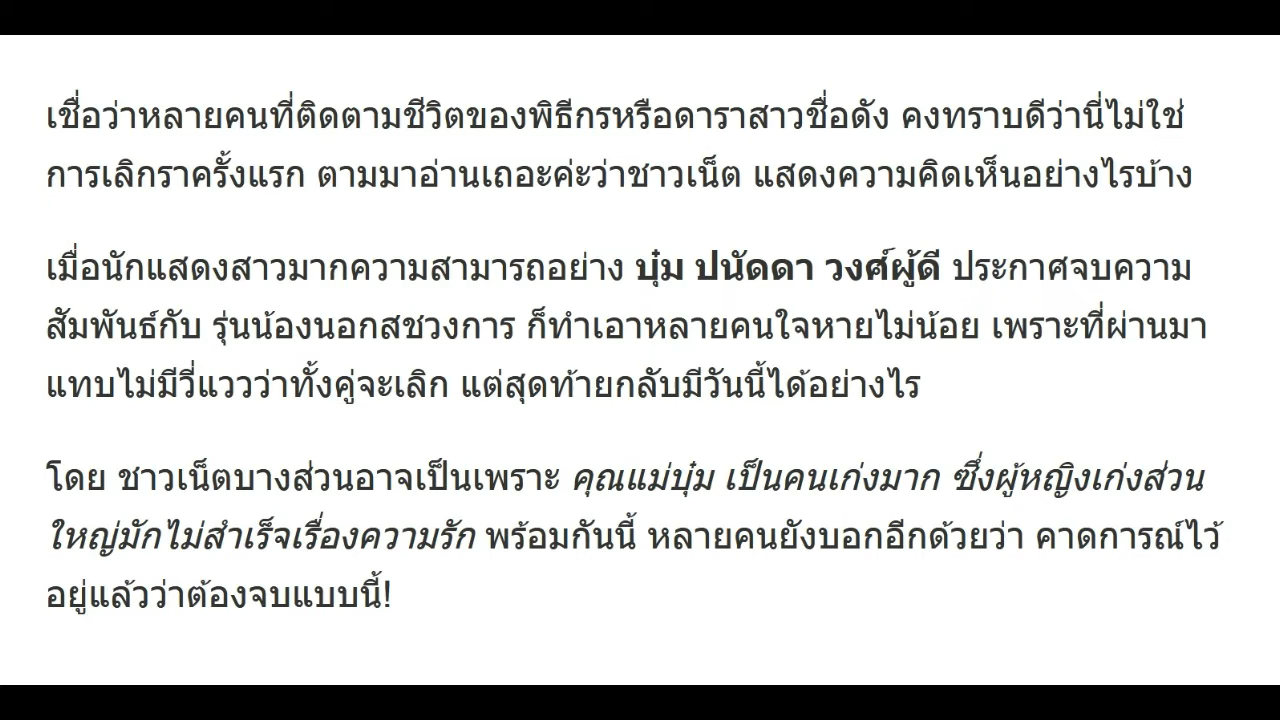 เชื่อว่าหลายคนที่ติดตามชีวิตของพิธีกรหรือดาราสาวชื่อดัง คงทราบดีว่านี่ไม่ใช่
การเลิกราครั้งแรก ตามมาอ่านเถอะค่ะว่าชาวเน็ต แสดงความคิดเห็นอย่างไรบ้าง
เมื่อนักแสดงสาวมากความสามารถอย่าง บุ๋ม ปนัดดา วงศ์ผู้ดี ประกาศจบความ
สัมพันธ์กับ รุ่นน้องนอกสชวงการ ก็ทำเอาหลายคนใจหายไม่น้อย เพราะที่ผ่านมา
แทบไม่มีวี่แววว่าทั้งคู่จะเลิก แต่สุดท้ายกลับมีวันนี้ได้อย่างไร
โดย ชาวเน็ตบางส่วนอาจเป็นเพราะ คุณแม่บุ๋ม เป็นคนเก่งมาก ซึ่งผู้หญิงเก่งส่วน
ใหญ่มักไม่สำเร็จเรื่องความรัก พร้อมกันนี้ หลายคนยังบอกอีกด้วยว่า คาดการณ์ไว้
อยู่แล้วว่าต้องจบแบบนี้!